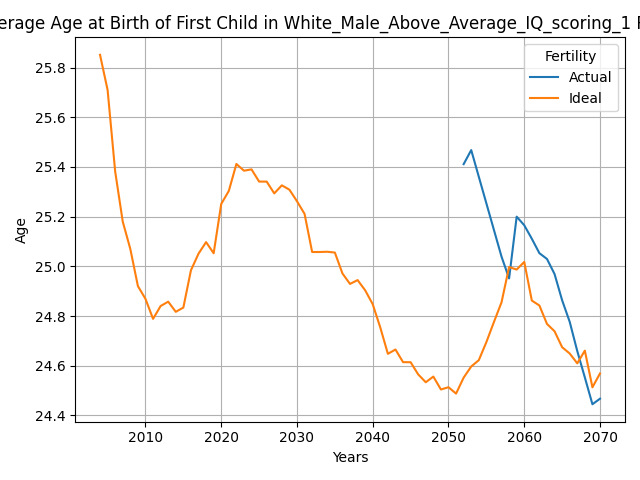 erage Age at Birth of First Child in White_Male_Above_Average_IQ_scoring_1
Fertility
Actual
Ideal
25.8
25.6
25.4
25.2
25.0
24.8
24.6
24.4
Age
2010 2020 2030 2040 2050 2060 2070
Years